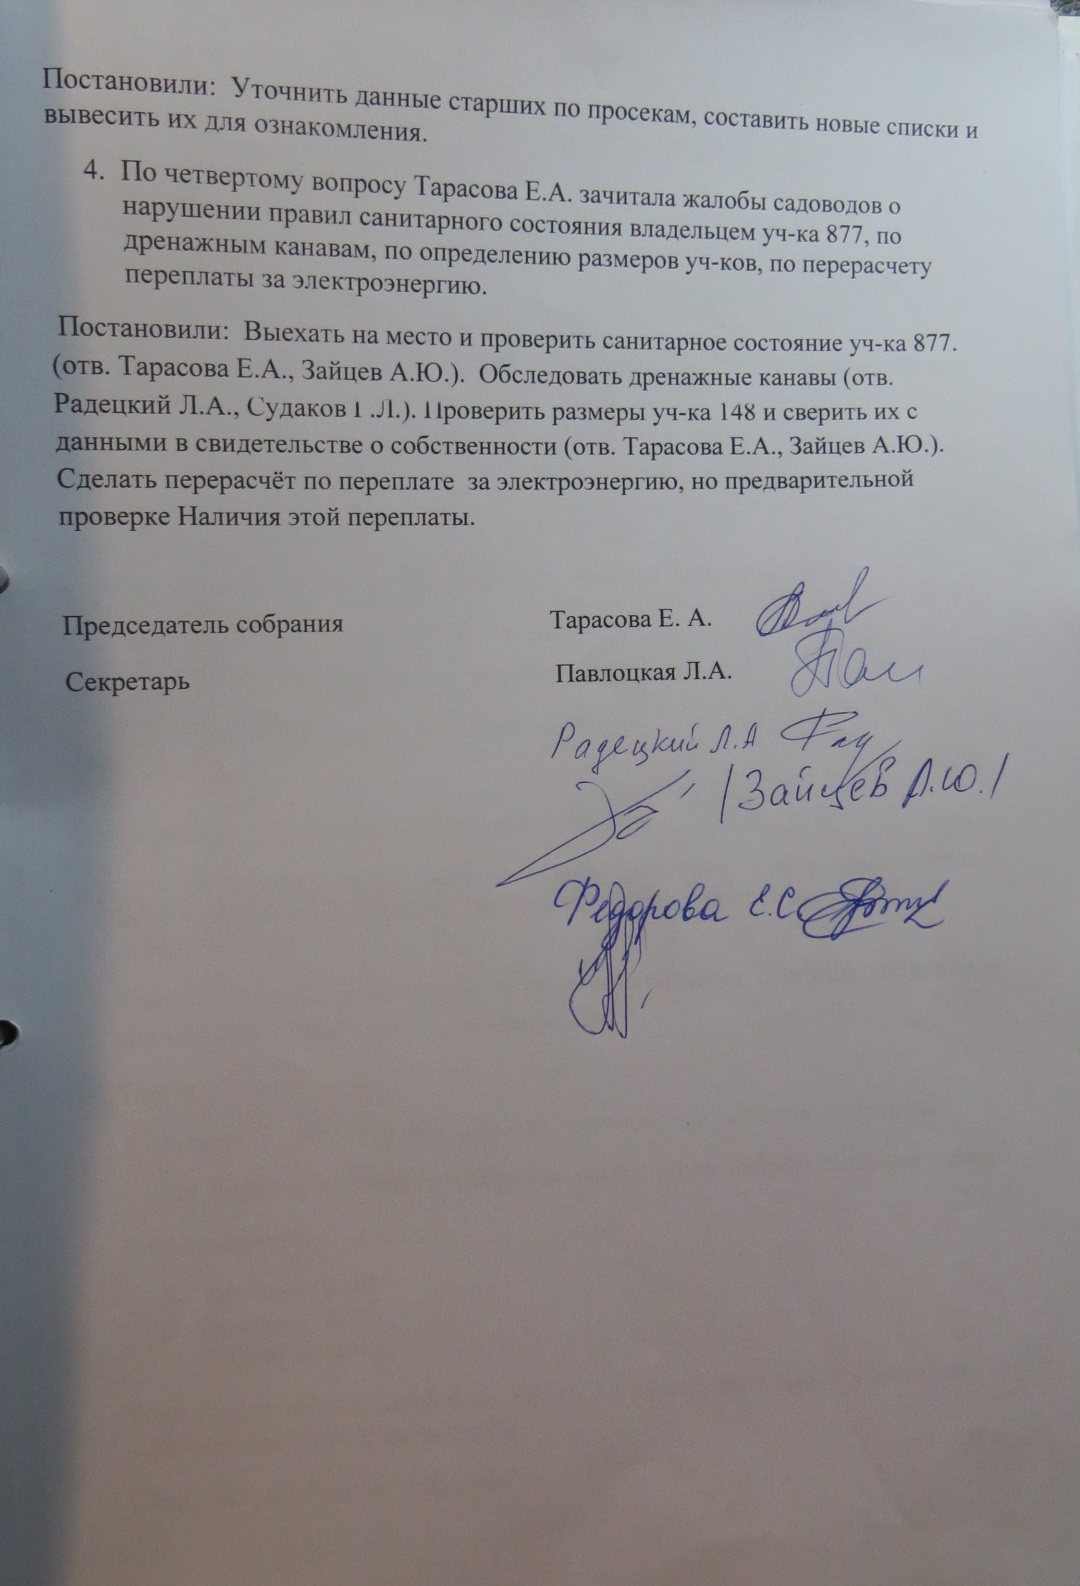 Постановили:  Уточнить данные старших по просекам, составить новые списки и
вывесить их для ознакомления.
4. По четвертому вопросу Тарасова Е.А. зачитала жалобы садоводов о
нарушении правил санитарного состояния владельцем уч-ка 877, по
дренажным канавам, по определению размеров уч-ков, по перерасчету
переплаты за электроэнергию.
Постановили:  Выехать на место и проверить санитарное состояние уч-ка 877.
(отв. Тарасова Е.А., Зайцев А.Ю.).  Обследовать дренажные канавы (отв.
Радецкий Л.А., Судаков Г.Л.). Проверить размеры уч-ка 148 и сверить их с
данными в свидетельстве о собственности (отв. Тарасова Е.А., Зайцев А.Ю.).
Сделать перерасчёт по переплате  за электроэнергию, но предварительной
проверке Наличия этой переплаты.
Председатель собрания Тарасова Е. А.
Секретарь Павлоцкая Л.А.
Радецкий Л.А
/Зайцев А.Ю./
Федорова Е.С